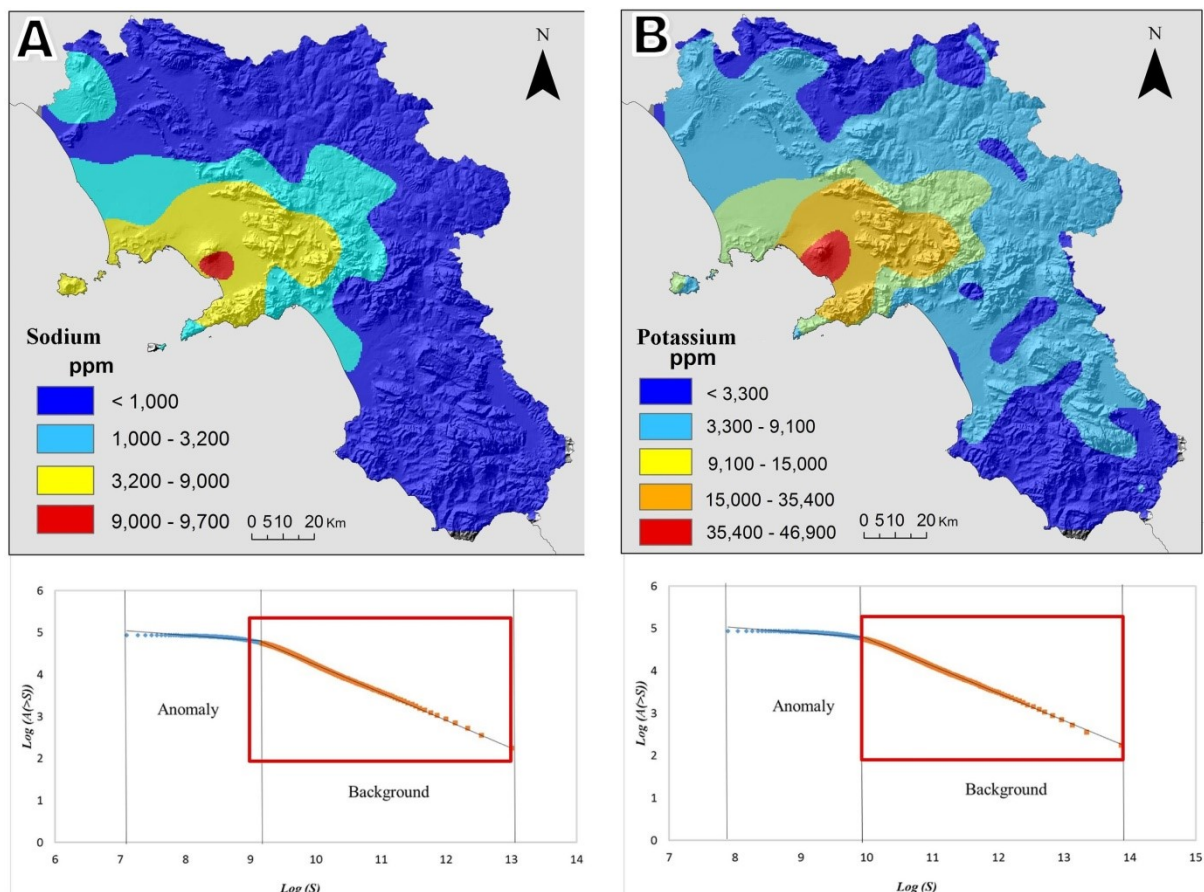 A
N
Sodium
ppm
< 1,000
1,000 - 3,200
3,200 - 9,000
9,000 - 9,700
0 510 20 Km
B
N
Potassium
ppm
< 3,300
3,300 - 9,100
9,100 - 15,000
15,000 - 35,400
35,400 - 46,900
0 510 20 Km
6
5
4
3
2
1
0
Log (A(>S))
Anomaly
Background
6 7 8 9 10 11 12 13 14
Log (S)
6
5
4
3
2
1
0
Log (A(>S))
Anomaly
Background
7 8 9 10 11 12 13 14 15
Log (S)